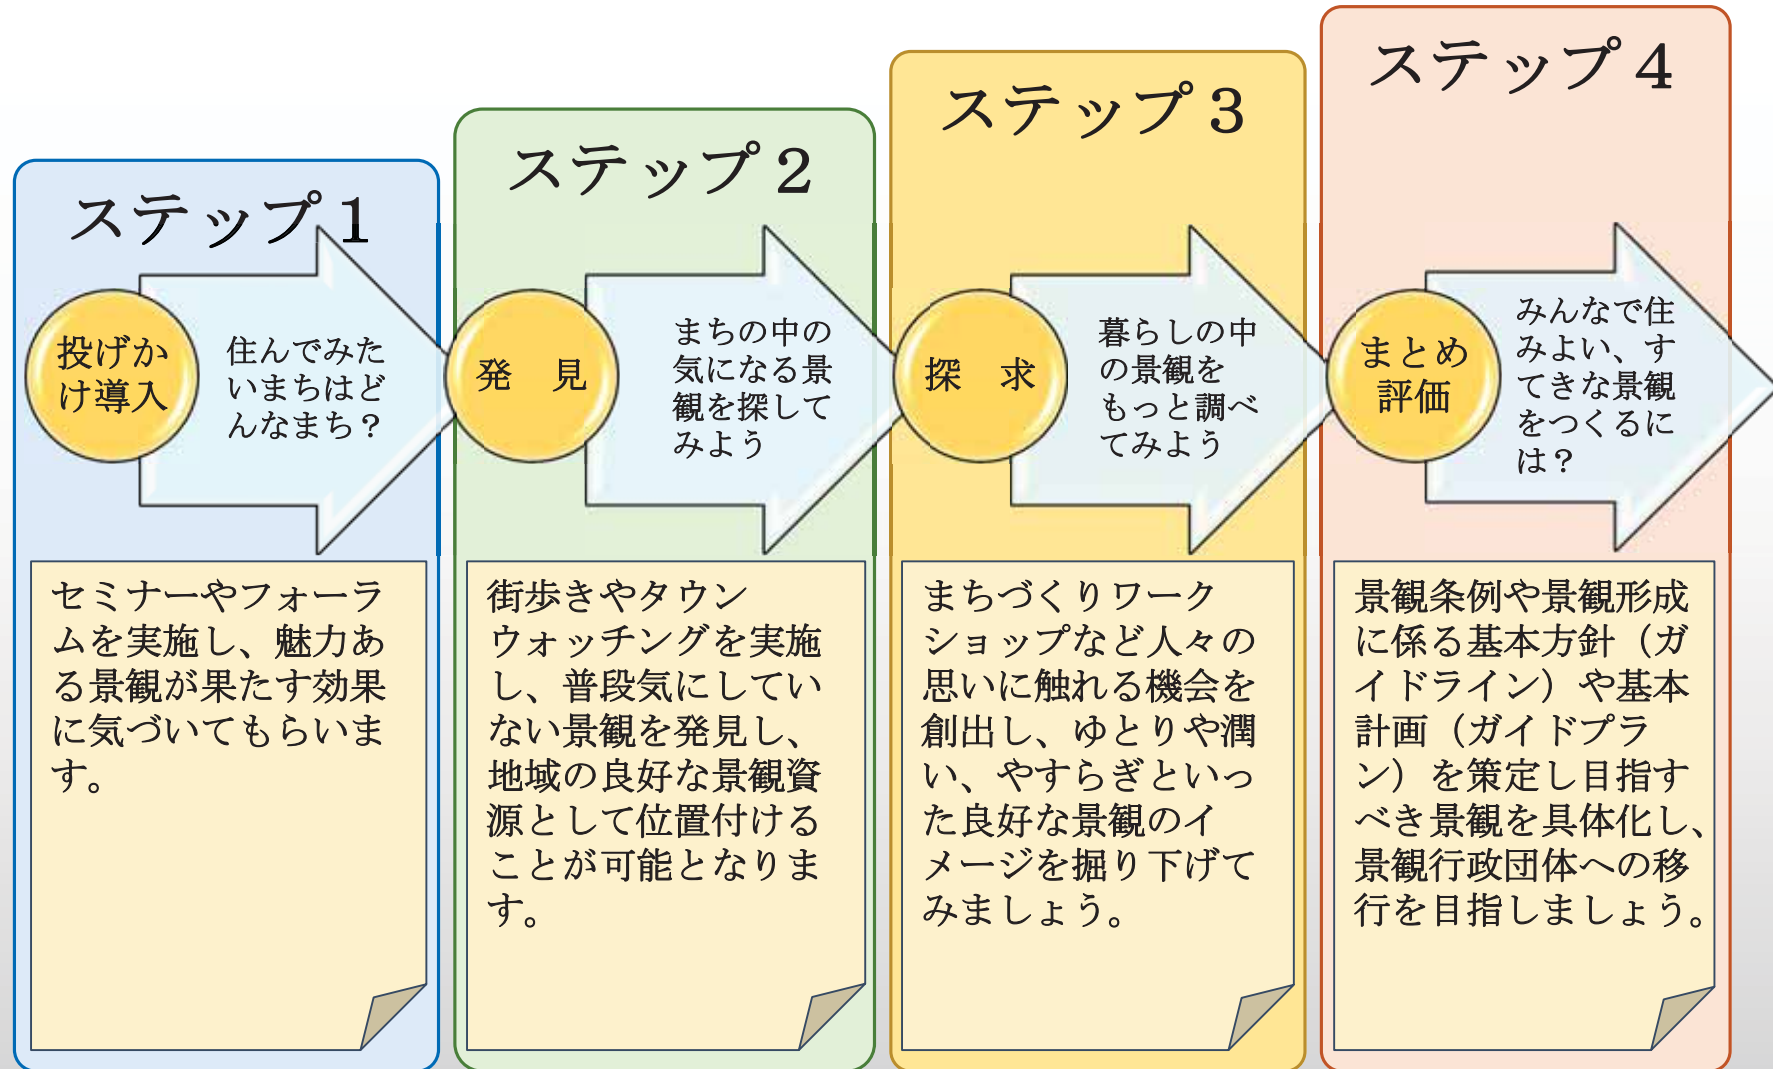 ステップ１
投げか
け導入
住んでみた
いまちはど
んなまち？
セミナーやフォーラ
ムを実施し、魅力あ
る景観が果たす効果
に気づいてもらいま
す。
ステップ２
発　見
まちの中の
気になる景
観を探して
みよう
街歩きやタウン
ウォッチングを実施
し、普段気にしてい
ない景観を発見し、
地域の良好な景観資
源として位置付ける
ことが可能となりま
す。
ステップ３
探　求
暮らしの中
の景観を
もっと調べ
てみよう
まちづくりワーク
ショップなど人々の
思いに触れる機会を
創出し、ゆとりや潤
い、やすらぎといっ
た良好な景観のイ
メージを掘り下げて
みましょう。
ステップ４
まとめ
評価
みんなで住
みよい、す
てきな景観
をつくるに
は？
景観条例や景観形成
に係る基本方針（ガ
イドライン）や基本
計画（ガイドプラ
ン）を策定し目指す
べき景観を具体化し、
景観行政団体への移
行を目指しましょう。